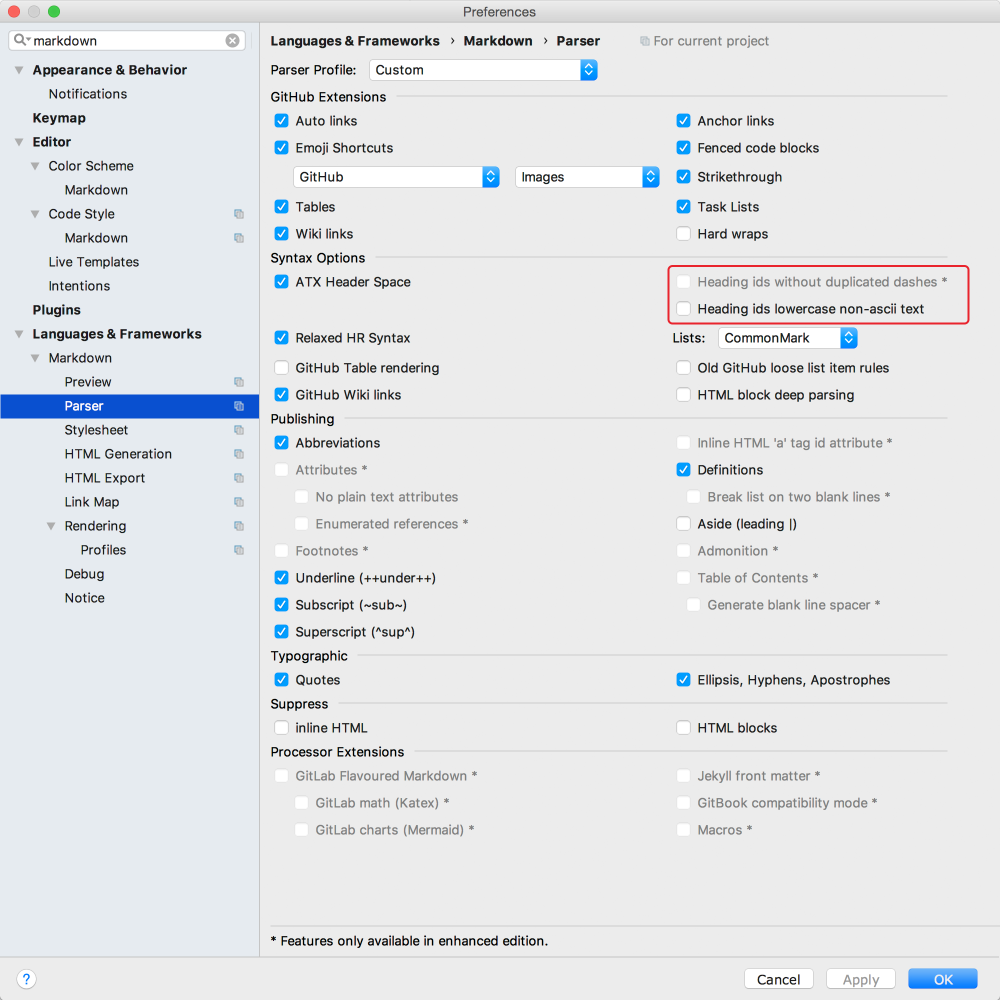 Preferences
markdown
Appearance & Behavior
Notifications
Keymap
Editor
Color Scheme
Markdown
Code Style
Markdown
Live Templates
Intentions
Plugins
Languages & Frameworks
Markdown
Preview
Parser
Stylesheet
HTML Generation
HTML Export
Link Map
Rendering
Profiles
Debug
Notice
?
Languages & Frameworks › Markdown › Parser For current project
Parser Profile: Custom
GitHub Extensions
Auto links Anchor links
Emoji Shortcuts Fenced code blocks
GitHub Images Strikethrough
Tables Task Lists
Wiki links Hard wraps
Syntax Options
ATX Header Space Heading ids without duplicated dashes *
Heading ids lowercase non-ascii text
Relaxed HR Syntax Lists: CommonMark
GitHub Table rendering Old GitHub loose list item rules
GitHub Wiki links HTML block deep parsing
Publishing
Abbreviations Inline HTML 'a' tag id attribute *
Attributes * Definitions
No plain text attributes Break list on two blank lines *
Enumerated references * Aside (leading |)
Footnotes * Admonition *
Underline (++under++) Table of Contents *
Subscript (~sub~) Generate blank line spacer *
Superscript (^sup^)
Typographic
Quotes Ellipsis, Hyphens, Apostrophes
Suppress
inline HTML HTML blocks
Processor Extensions
GitLab Flavoured Markdown * Jekyll front matter *
GitLab math (Katex) * GitBook compatibility mode *
GitLab charts (Mermaid) * Macros *
* Features only available in enhanced edition.
Cancel Apply OK